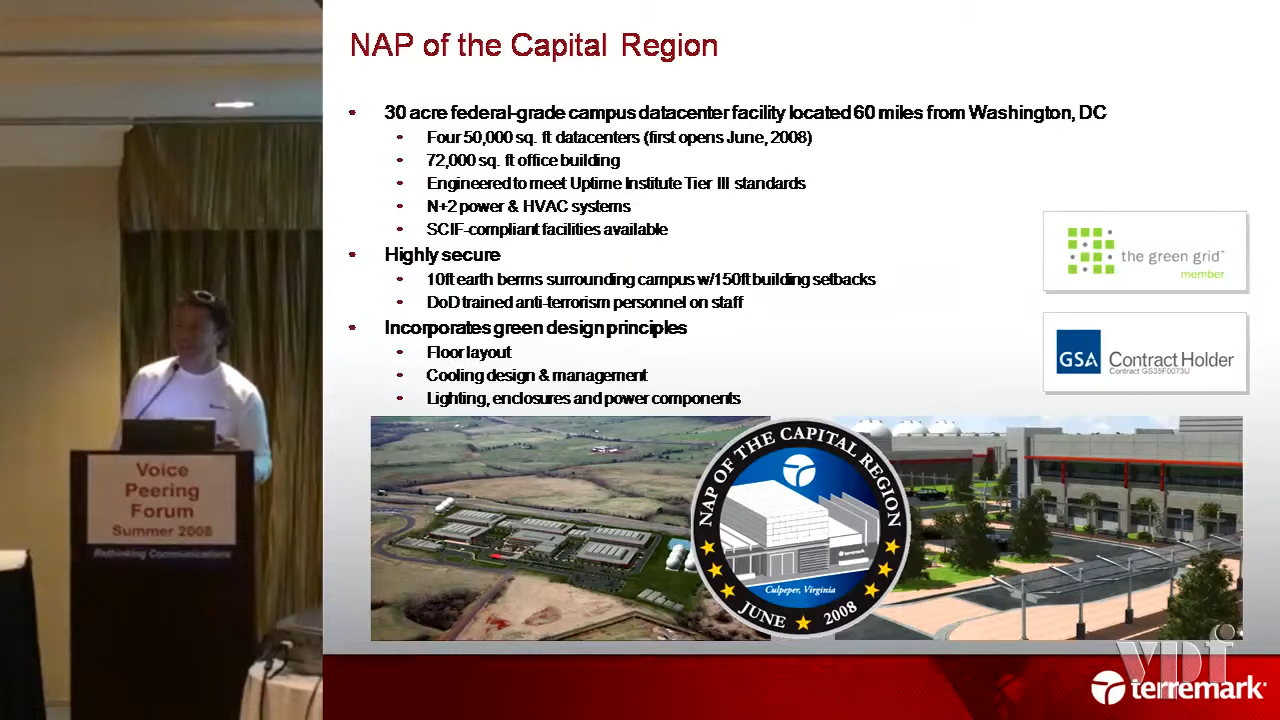 NAP of the Capital Region
30 acre federal-grade campus datacenter facility located 60 miles from Washington, DC
Four 50,000 sq. ft datacenters (first opens June, 2008)
72,000 sq. ft office building
Engineered to meet Uptime Institute Tier III standards
N+2 power & HVAC systems
SCIF-compliant facilities available
Highly secure
10ft earth berms surrounding campus w/150ft building setbacks
DoD trained anti-terrorism personnel on staff
Incorporates green design principles
Floor layout
Cooling design & management
Lighting, enclosures and power components
the green grid™
member
GSA Contract Holder
Contract GS35F0073U
NAP OF THE CAPITAL REGION
terremark
Culpeper, Virginia
JUNE 2008
Voice
Peering
Forum
Summer 2008
Rethinking Communications
vpf
terremark®